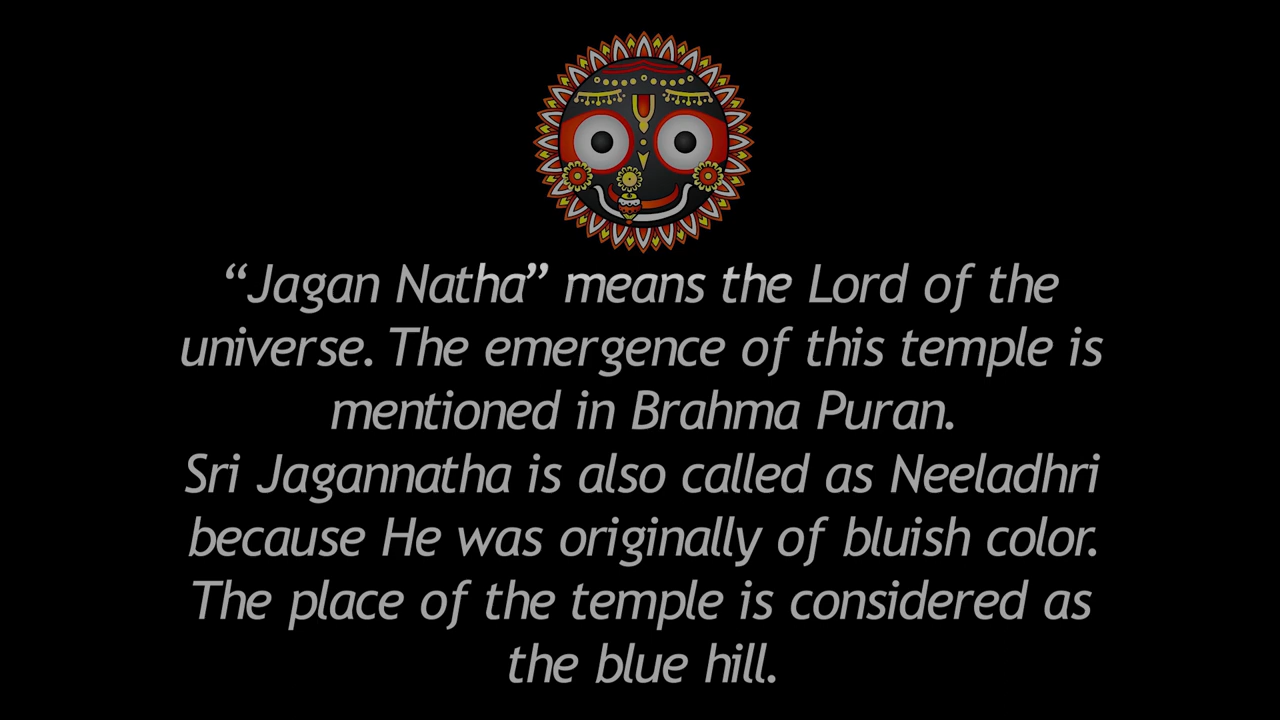 “Jagan Natha” means the Lord of the
universe. The emergence of this temple is
mentioned in Brahma Puran.
Sri Jagannatha is also called as Neeladhri
because He was originally of bluish color.
The place of the temple is considered as
the blue hill.